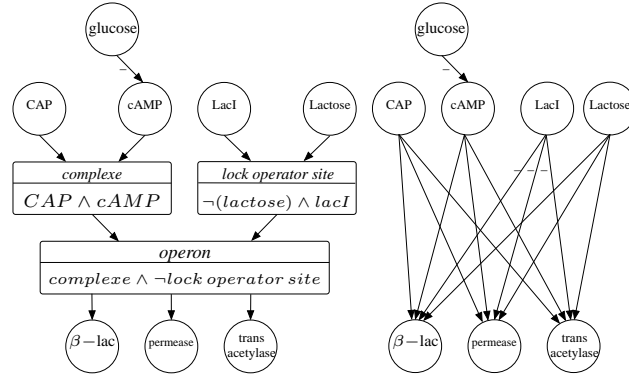 glucose
−
CAP
cAMP
LacI
Lactose
complexe
CAP ∧ cAMP
lock operator site
¬(lactose) ∧ lacI
operon
complexe ∧ ¬lock operator site
β−lac
permease
trans
acetylase
glucose
−
CAP
cAMP
LacI
Lactose
− − −
β−lac
permease
trans
acetylase